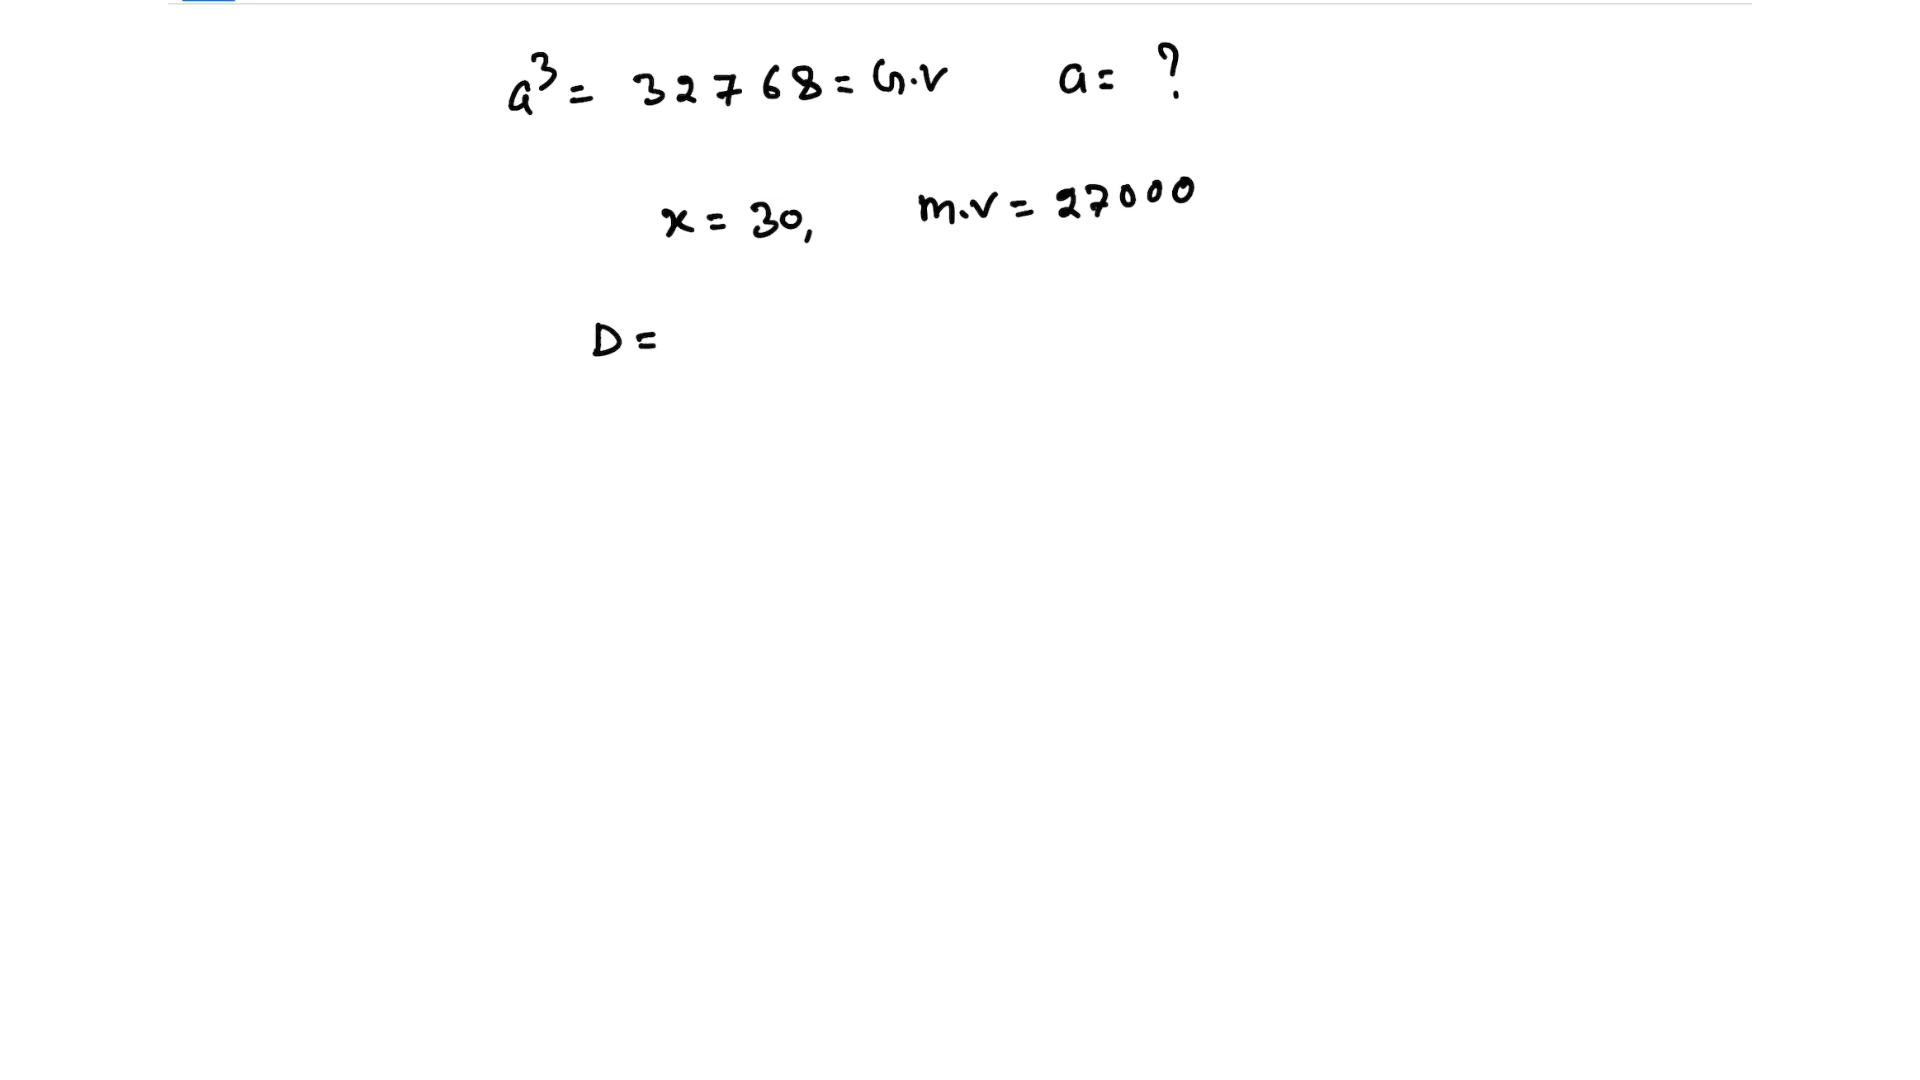 a³ = 32768 = G.V a = ?
x = 30, m.v = 27000
D =